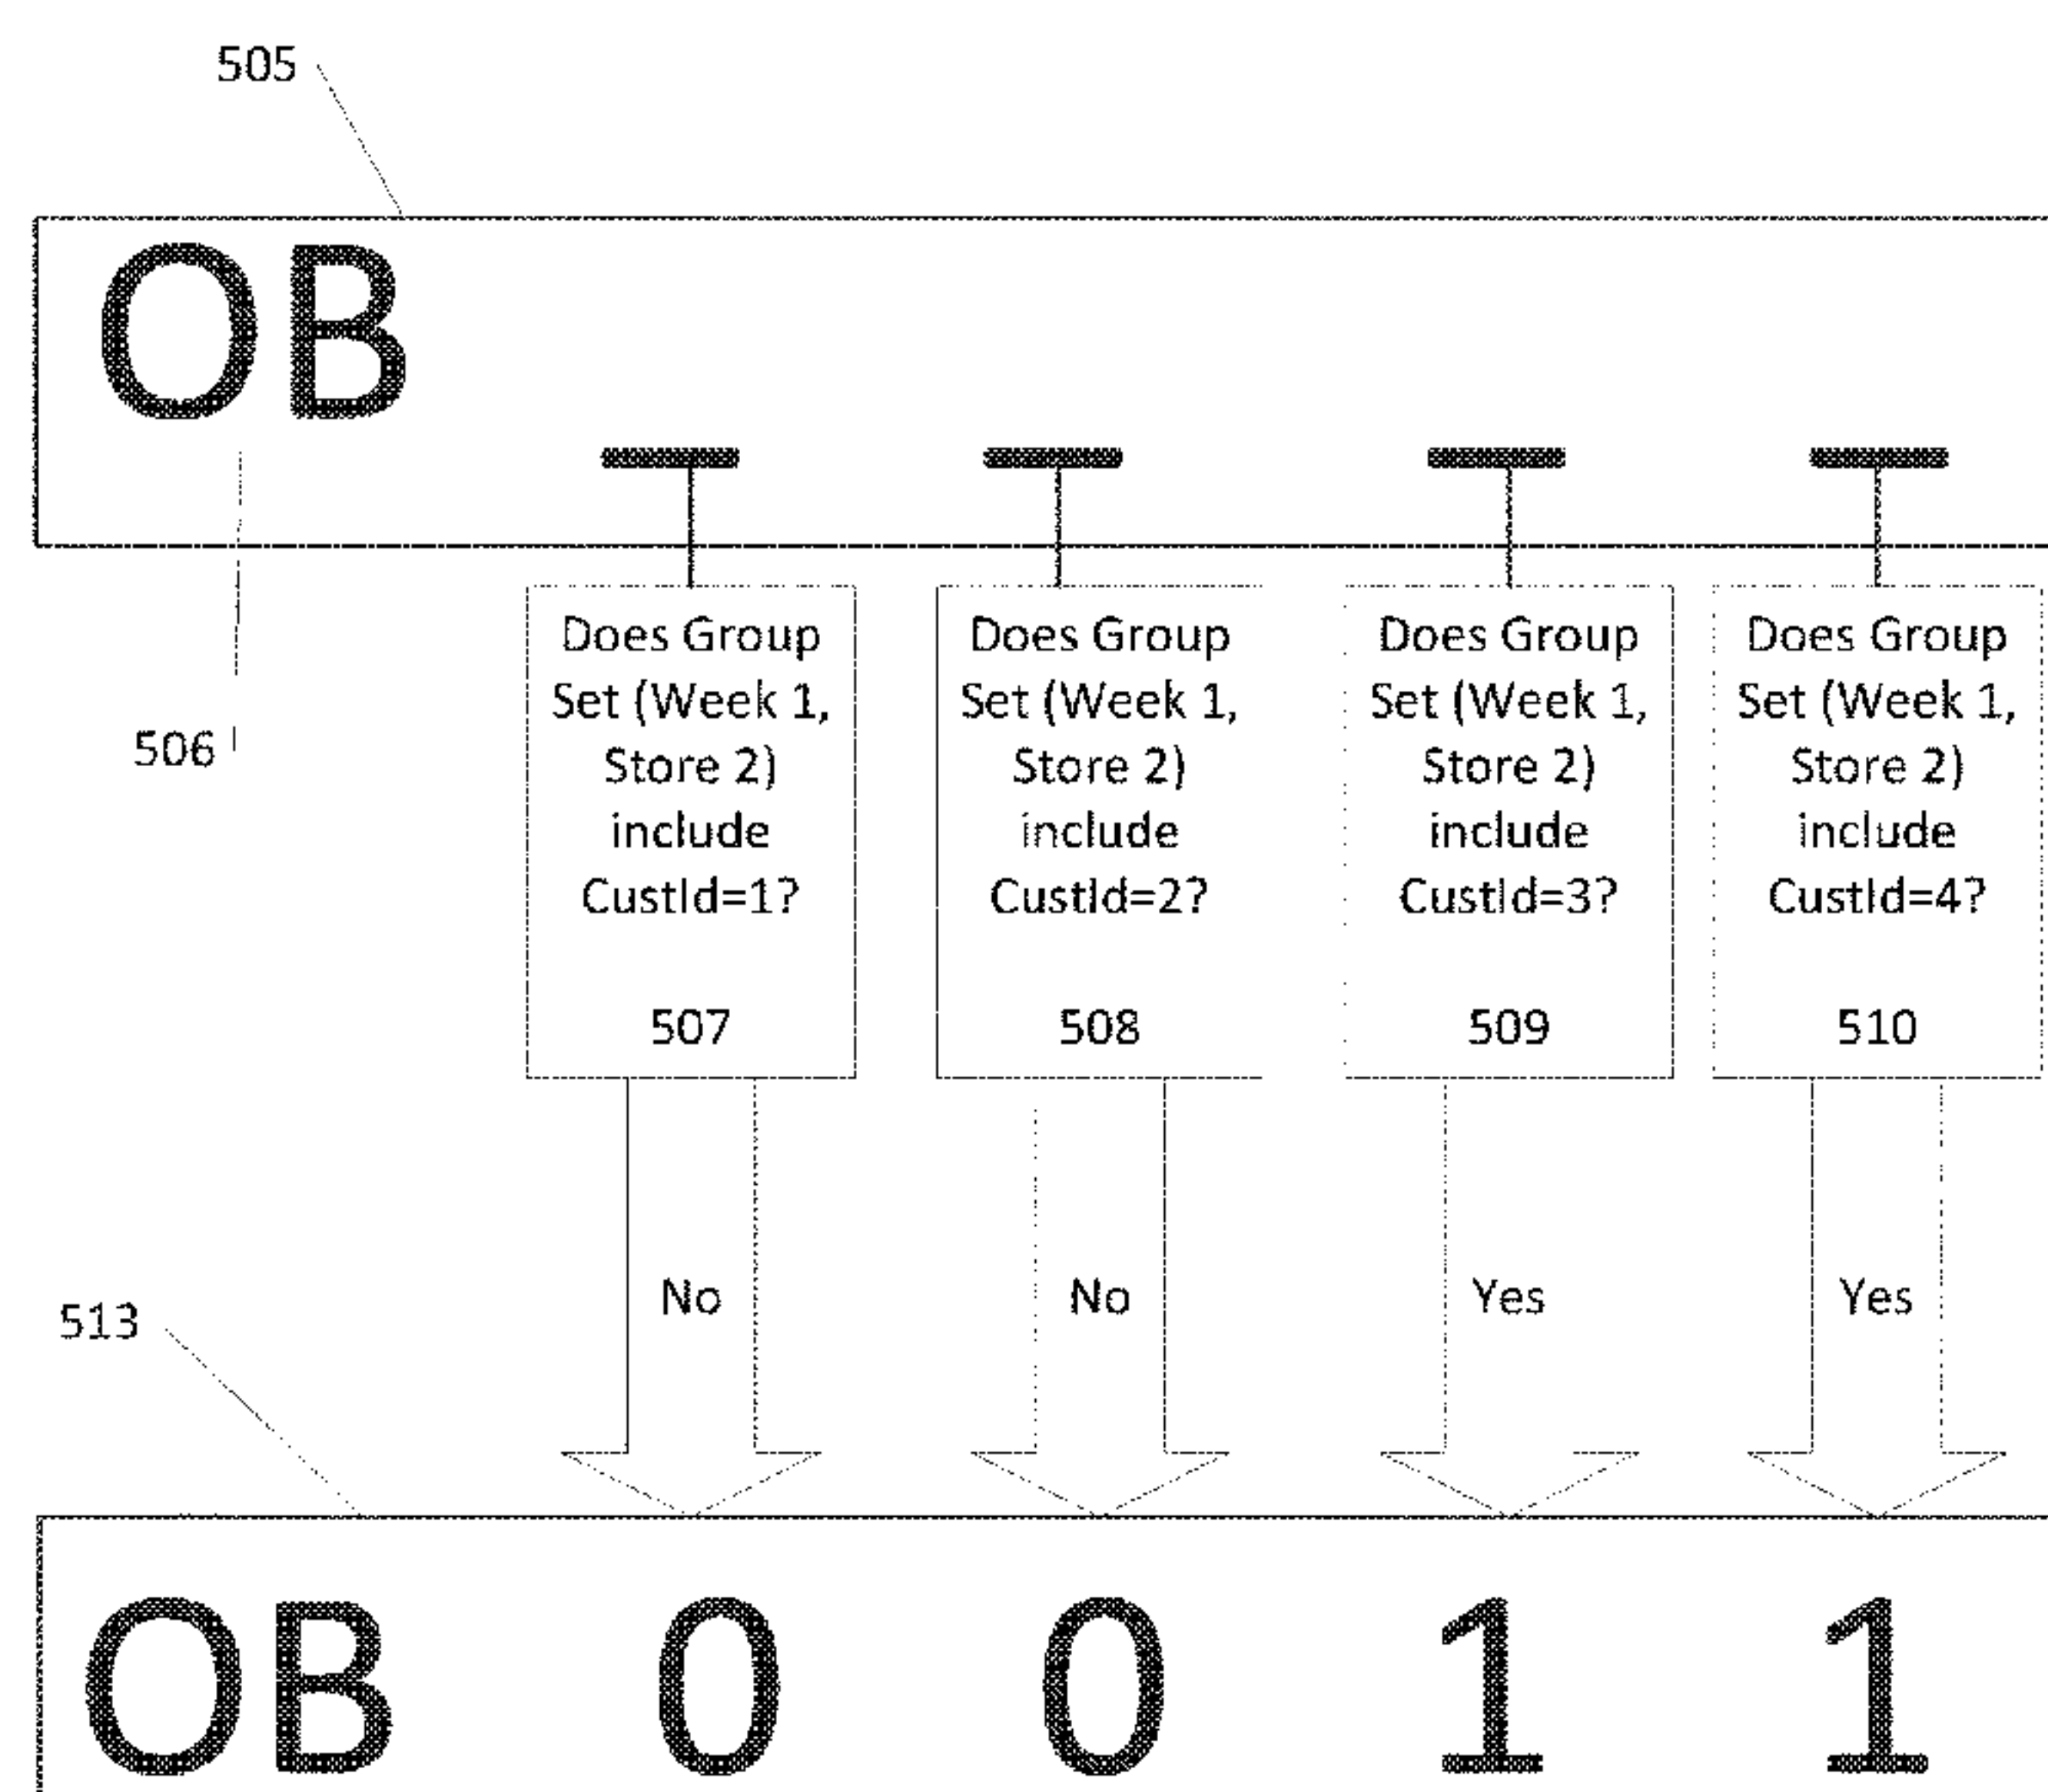 505
OB
506
Does Group
Set (Week 1,
Store 2)
include
CustId=1?
507
Does Group
Set (Week 1,
Store 2)
include
CustId=2?
508
Does Group
Set (Week 1,
Store 2)
include
CustId=3?
509
Does Group
Set (Week 1,
Store 2)
include
CustId=4?
510
No
No
Yes
Yes
513
OB 0 0 1 1